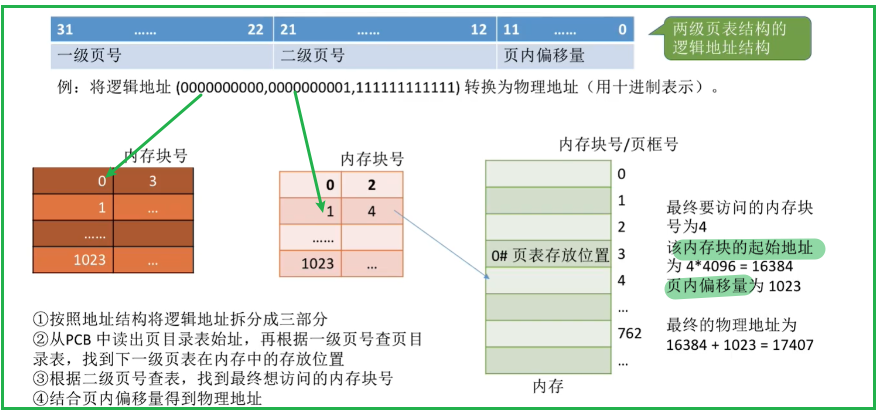 31 …… 22 21 …… 12 11 …… 0
一级页号 二级页号 页内偏移量
两级页表结构的
逻辑地址结构
例：将逻辑地址 (0000000000,0000000001,111111111111) 转换为物理地址（用十进制表示）。
内存块号
0 3
1 …
……
1023 …
内存块号
0 2
1 4
……
1023 …
内存块号/页框号
0
1
2
0# 页表存放位置 3
4
…
762
…
内存
最终要访问的内存块
号为4
该内存块的起始地址
为 4*4096 = 16384
页内偏移量为 1023
最终的物理地址为
16384 + 1023 = 17407
①按照地址结构将逻辑地址拆分成三部分
②从PCB 中读出页目录表始址，再根据一级页号查页目
录表，找到下一级页表在内存中的存放位置
③根据二级页号查表，找到最终想访问的内存块号
④结合页内偏移量得到物理地址